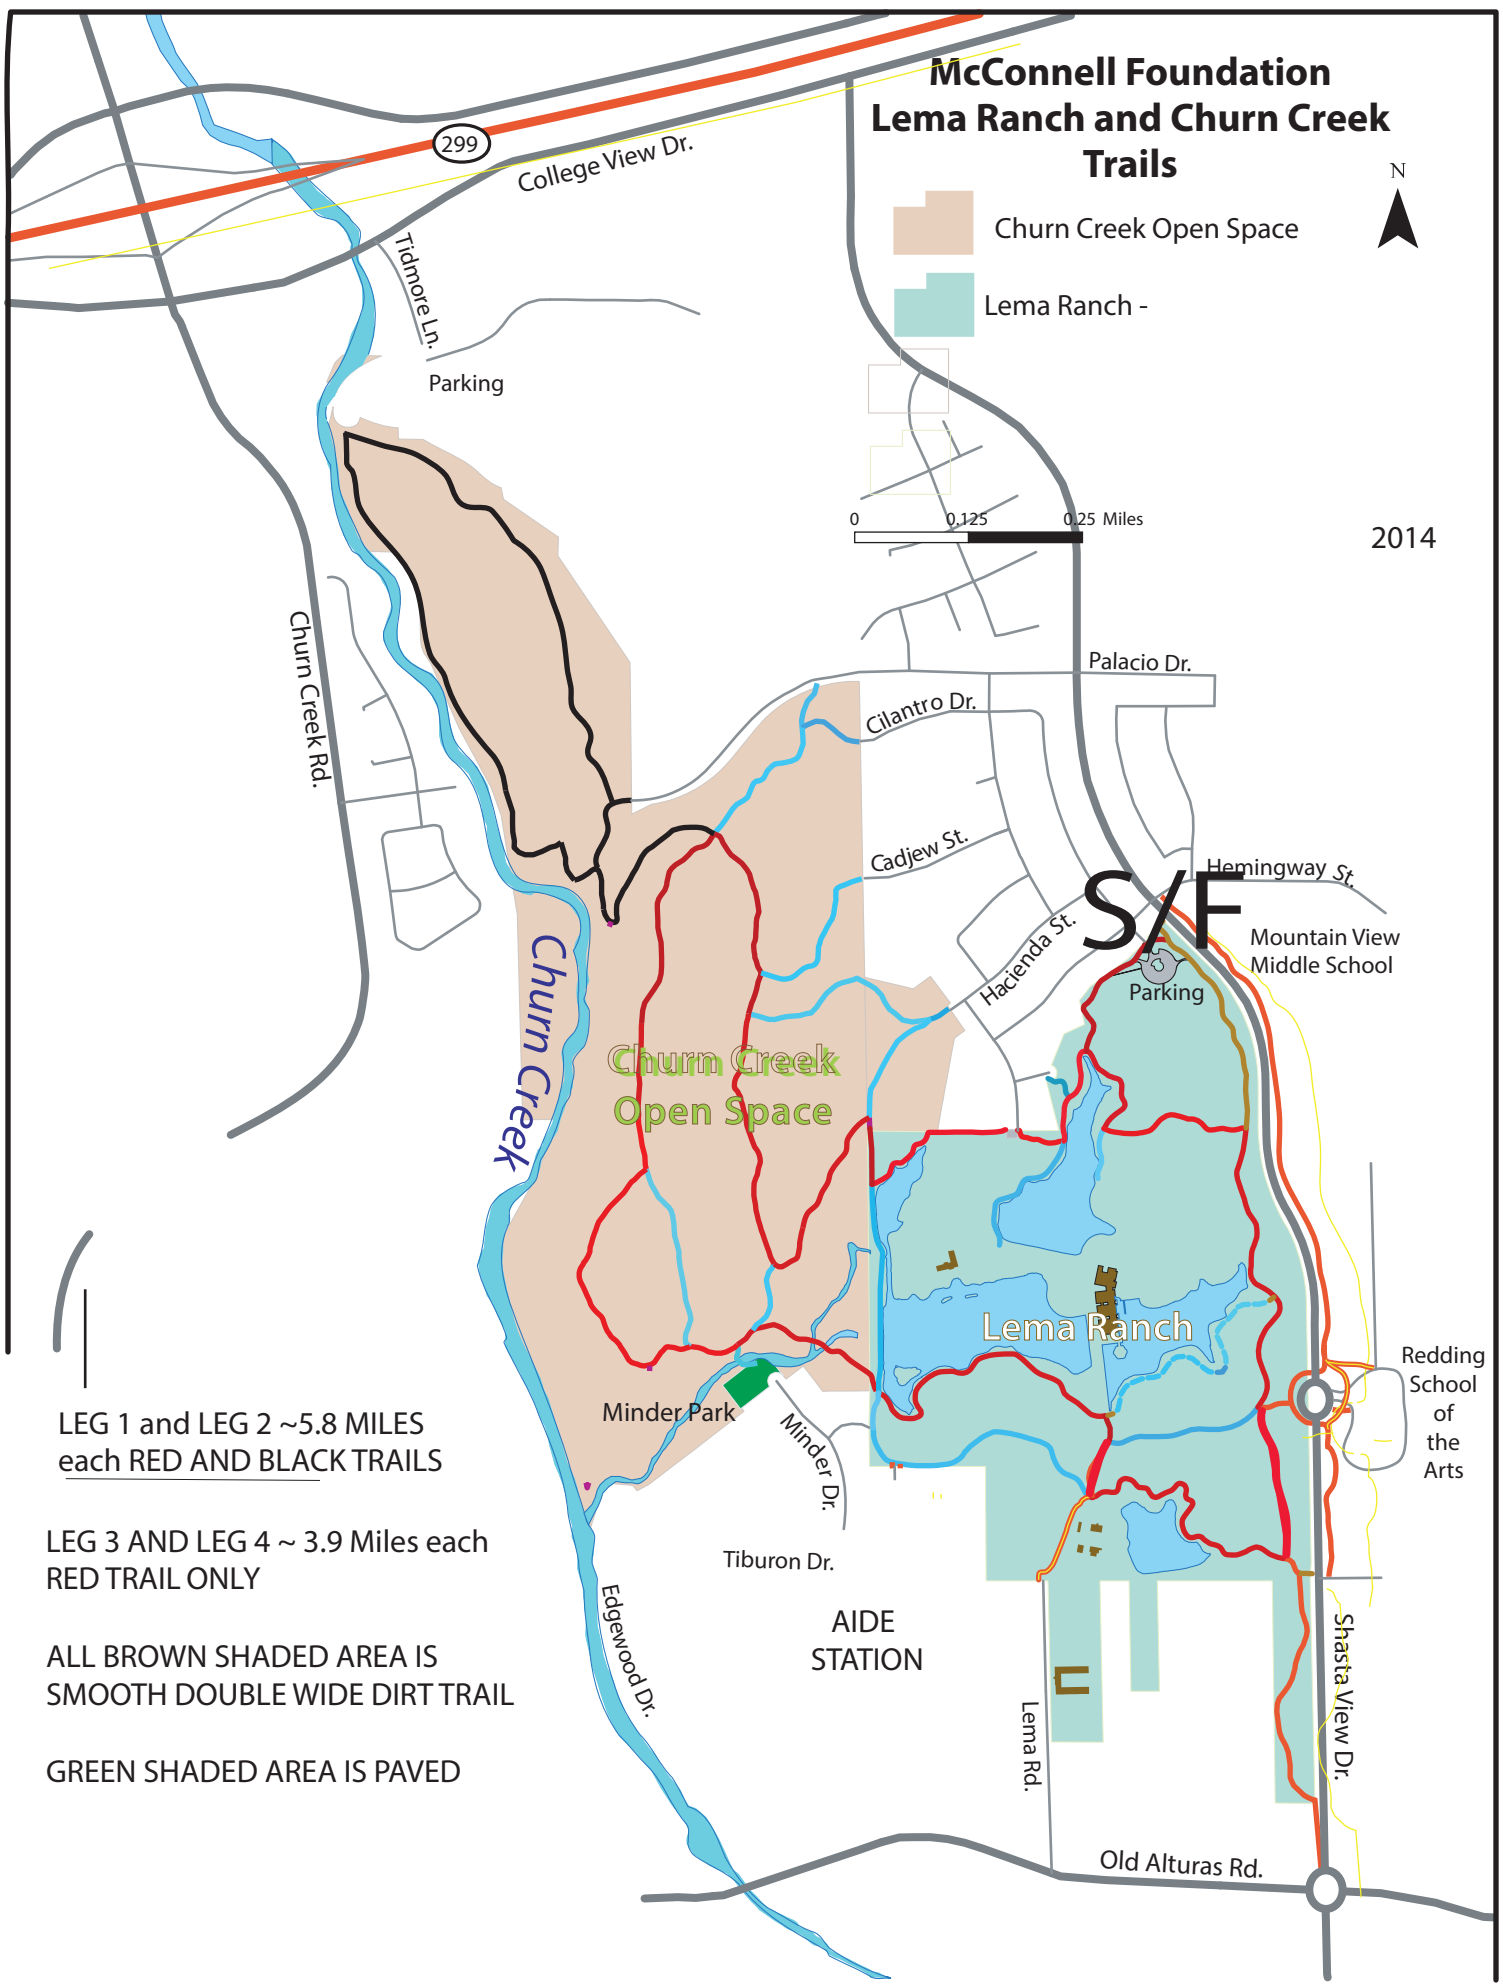 McConnell Foundation
Lema Ranch and Churn Creek
Trails
N
299
College View Dr.
Churn Creek Open Space
Tidmore Ln.
Lema Ranch -
Parking
0 0.125 0.25 Miles
2014
Churn Creek Rd.
Palacio Dr.
Cilantro Dr.
Cadjew St.
Hemingway St.
S/F
Hacienda St.
Mountain View
Middle School
Parking
Churn Creek
Churn Creek
Open Space
Lema Ranch
Redding
School
of
the
Arts
Minder Park
Minder Dr.
LEG 1 and LEG 2 ~5.8 MILES
each RED AND BLACK TRAILS
LEG 3 AND LEG 4 ~ 3.9 Miles each
RED TRAIL ONLY
Tiburon Dr.
Edgewood Dr.
AIDE
STATION
Shasta View Dr.
ALL BROWN SHADED AREA IS
SMOOTH DOUBLE WIDE DIRT TRAIL
Lema Rd.
GREEN SHADED AREA IS PAVED
Old Alturas Rd.